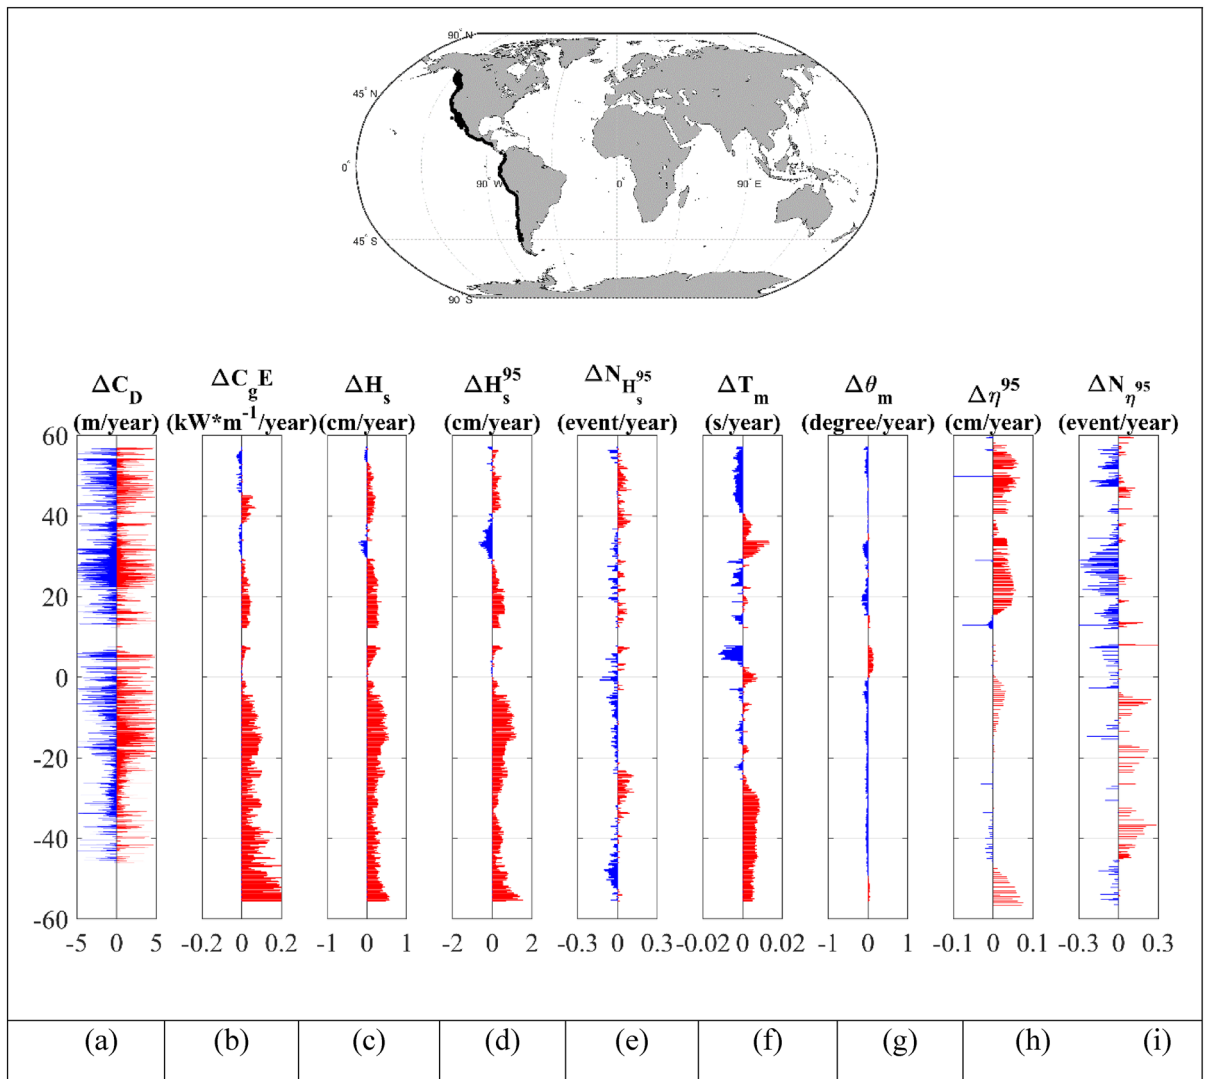 90° N
45° N
0°
90° W
0°
90° E
45° S
90° S
ΔC_D ΔC_gE ΔH_s ΔH_s^95 ΔN_{H_s^95} ΔT_m Δθ_m Δη^95 ΔN_{η^95}
(m/year) (kW*m^-1/year) (cm/year) (cm/year) (event/year) (s/year) (degree/year) (cm/year) (event/year)
60
40
20
0
-20
-40
-60
-5 0 5 -0.2 0 0.2 -1 0 1 -2 0 2 -0.3 0 0.3 -0.02 0 0.02 -1 0 1 -0.1 0 0.1 -0.3 0 0.3
(a) (b) (c) (d) (e) (f) (g) (h) (i)